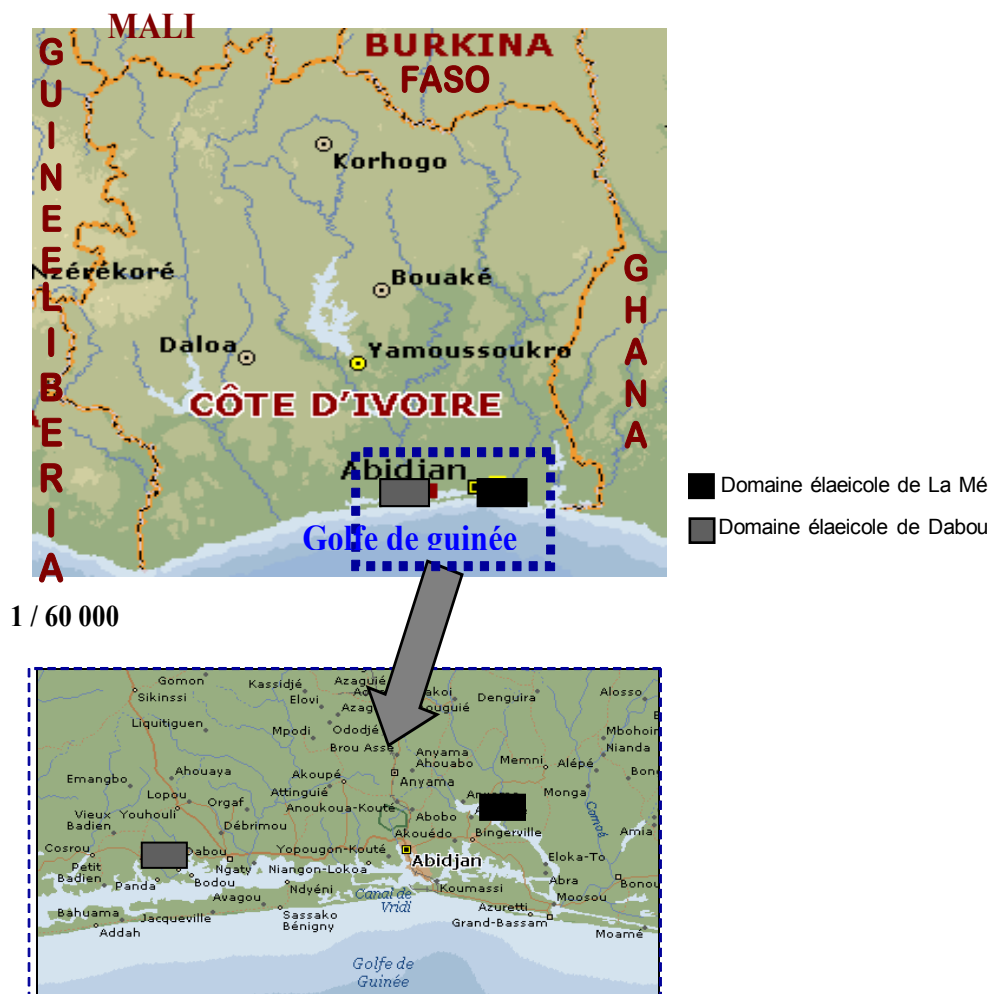 MALI
BURKINA
FASO
GUINEE
LIBERIA
GHANA
Korhogo
Nzérékoré
Bouaké
Daloa
Yamoussoukro
CÔTE D'IVOIRE
Abidjan
Golfe de guinée
Domaine élaeicole de La Mé
Domaine élaeicole de Dabou
1 / 60 000
Gomon
Kassidjé
Azaguié
Sikinssi
Elovi
Denguira
Alosso
Liquitiguen
Mpodi
Ododjé
Mbohoin
Brou Assé
Nianda
Anyama
Ahouabo
Memni
Alépé
Emangbo
Ahouaya
Akoupé
Anyama
Lopou
Attinguié
Monga
Orgaf
Anoukoua-Kouté
Vieux
Badien
Youhouli
Abobo
Comoé
Débrimou
Akouédo
Bingerville
Amia
Cosrou
Dabou
Yopougon-Kouté
Abidjan
Eloka-To
Petit
Badien
Ngaty
Niangon-Lokoa
Panda
Bodou
Ndyéni
Koumassi
Abra
Bonou
Avagou
Canal de
Vridi
Moosou
Azuretti
Bahuama
Jacqueville
Sassako
Bénigny
Grand-Bassam
Addah
Moamé
Golfe de
Guinée